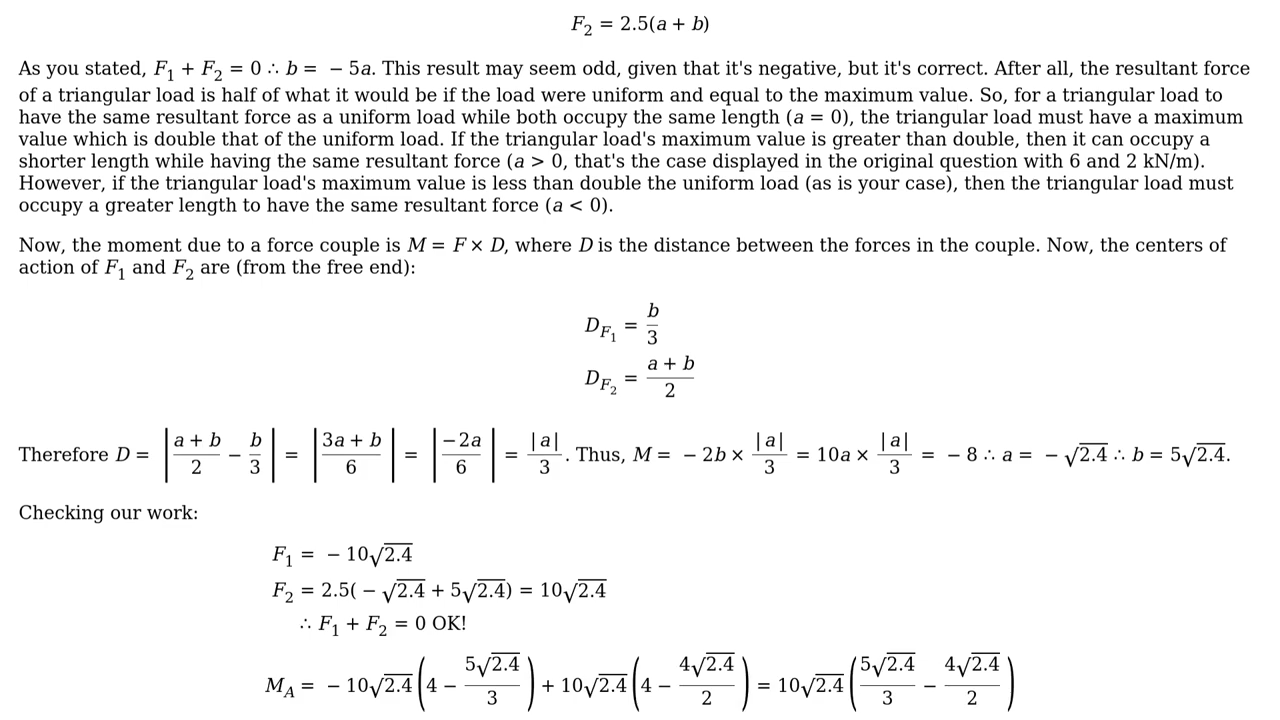 F₂ = 2.5(a + b)
As you stated, F₁ + F₂ = 0 ∴ b = − 5a. This result may seem odd, given that it's negative, but it's correct. After all, the resultant force
of a triangular load is half of what it would be if the load were uniform and equal to the maximum value. So, for a triangular load to
have the same resultant force as a uniform load while both occupy the same length (a = 0), the triangular load must have a maximum
value which is double that of the uniform load. If the triangular load's maximum value is greater than double, then it can occupy a
shorter length while having the same resultant force (a > 0, that's the case displayed in the original question with 6 and 2 kN/m).
However, if the triangular load's maximum value is less than double the uniform load (as is your case), then the triangular load must
occupy a greater length to have the same resultant force (a < 0).
Now, the moment due to a force couple is M = F × D, where D is the distance between the forces in the couple. Now, the centers of
action of F₁ and F₂ are (from the free end):
D_F₁ = b/3
D_F₂ = (a + b)/2
Therefore D = |(a + b)/2 − b/3| = |(3a + b)/6| = |−2a/6| = |a|/3. Thus, M = − 2b × |a|/3 = 10a × |a|/3 = − 8 ∴ a = − √2.4 ∴ b = 5√2.4.
Checking our work:
F₁ = − 10√2.4
F₂ = 2.5( − √2.4 + 5√2.4) = 10√2.4
∴ F₁ + F₂ = 0 OK!
M_A = − 10√2.4(4 − 5√2.4/3) + 10√2.4(4 − 4√2.4/2) = 10√2.4(5√2.4/3 − 4√2.4/2)